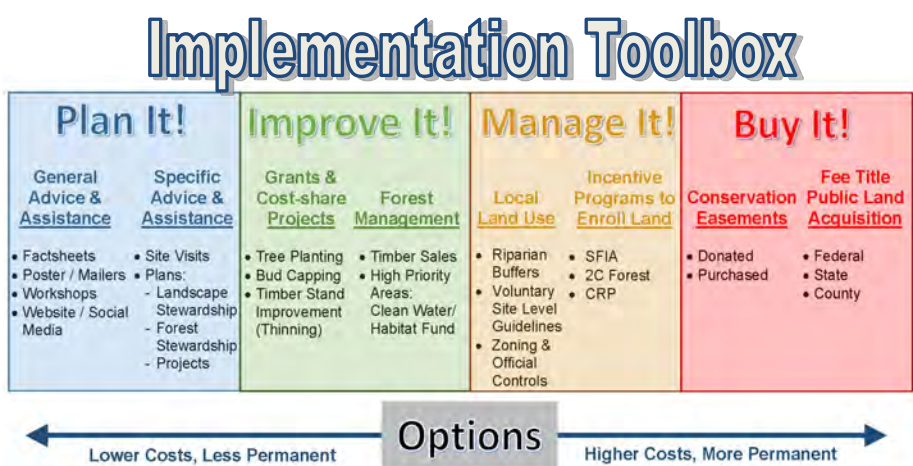 Implementation Toolbox
Plan It!
General
Advice &
Assistance
• Factsheets
• Poster / Mailers
• Workshops
• Website / Social
Media
Specific
Advice &
Assistance
• Site Visits
• Plans:
- Landscape
Stewardship
- Forest
Stewardship
- Projects
Improve It!
Grants &
Cost-share
Projects
• Tree Planting
• Bud Capping
• Timber Stand
Improvement
(Thinning)
Forest
Management
• Timber Sales
• High Priority
Areas:
Clean Water/
Habitat Fund
Manage It!
Local
Land Use
• Riparian
Buffers
• Voluntary
Site Level
Guidelines
• Zoning &
Official
Controls
Incentive
Programs to
Enroll Land
• SFIA
• 2C Forest
• CRP
Buy It!
Conservation
Easements
• Donated
• Purchased
Fee Title
Public Land
Acquisition
• Federal
• State
• County
Options
Lower Costs, Less Permanent
Higher Costs, More Permanent